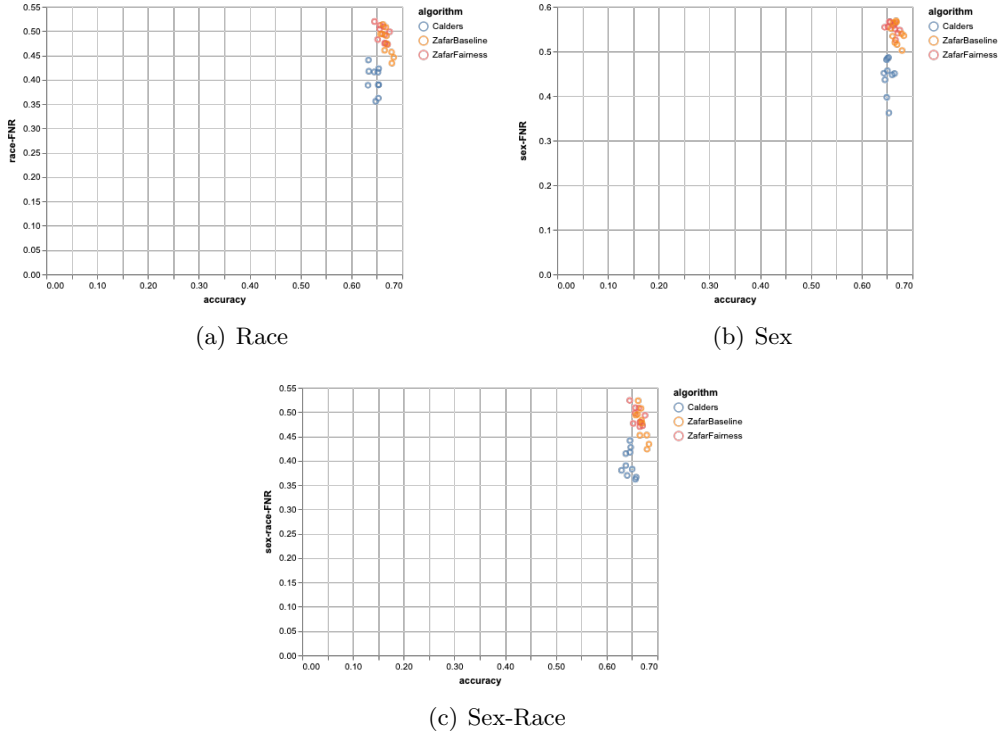 algorithm
Calders
ZafarBaseline
ZafarFairness
race-FNR
0.55
0.50
0.45
0.40
0.35
0.30
0.25
0.20
0.15
0.10
0.05
0.00
0.00 0.10 0.20 0.30 0.40 0.50 0.60 0.70
accuracy
(a) Race
algorithm
Calders
ZafarBaseline
ZafarFairness
sex-FNR
0.6
0.5
0.4
0.3
0.2
0.1
0.0
0.00 0.10 0.20 0.30 0.40 0.50 0.60 0.70
accuracy
(b) Sex
algorithm
Calders
ZafarBaseline
ZafarFairness
sex-race-FNR
0.55
0.50
0.45
0.40
0.35
0.30
0.25
0.20
0.15
0.10
0.05
0.00
0.00 0.10 0.20 0.30 0.40 0.50 0.60 0.70
accuracy
(c) Sex-Race